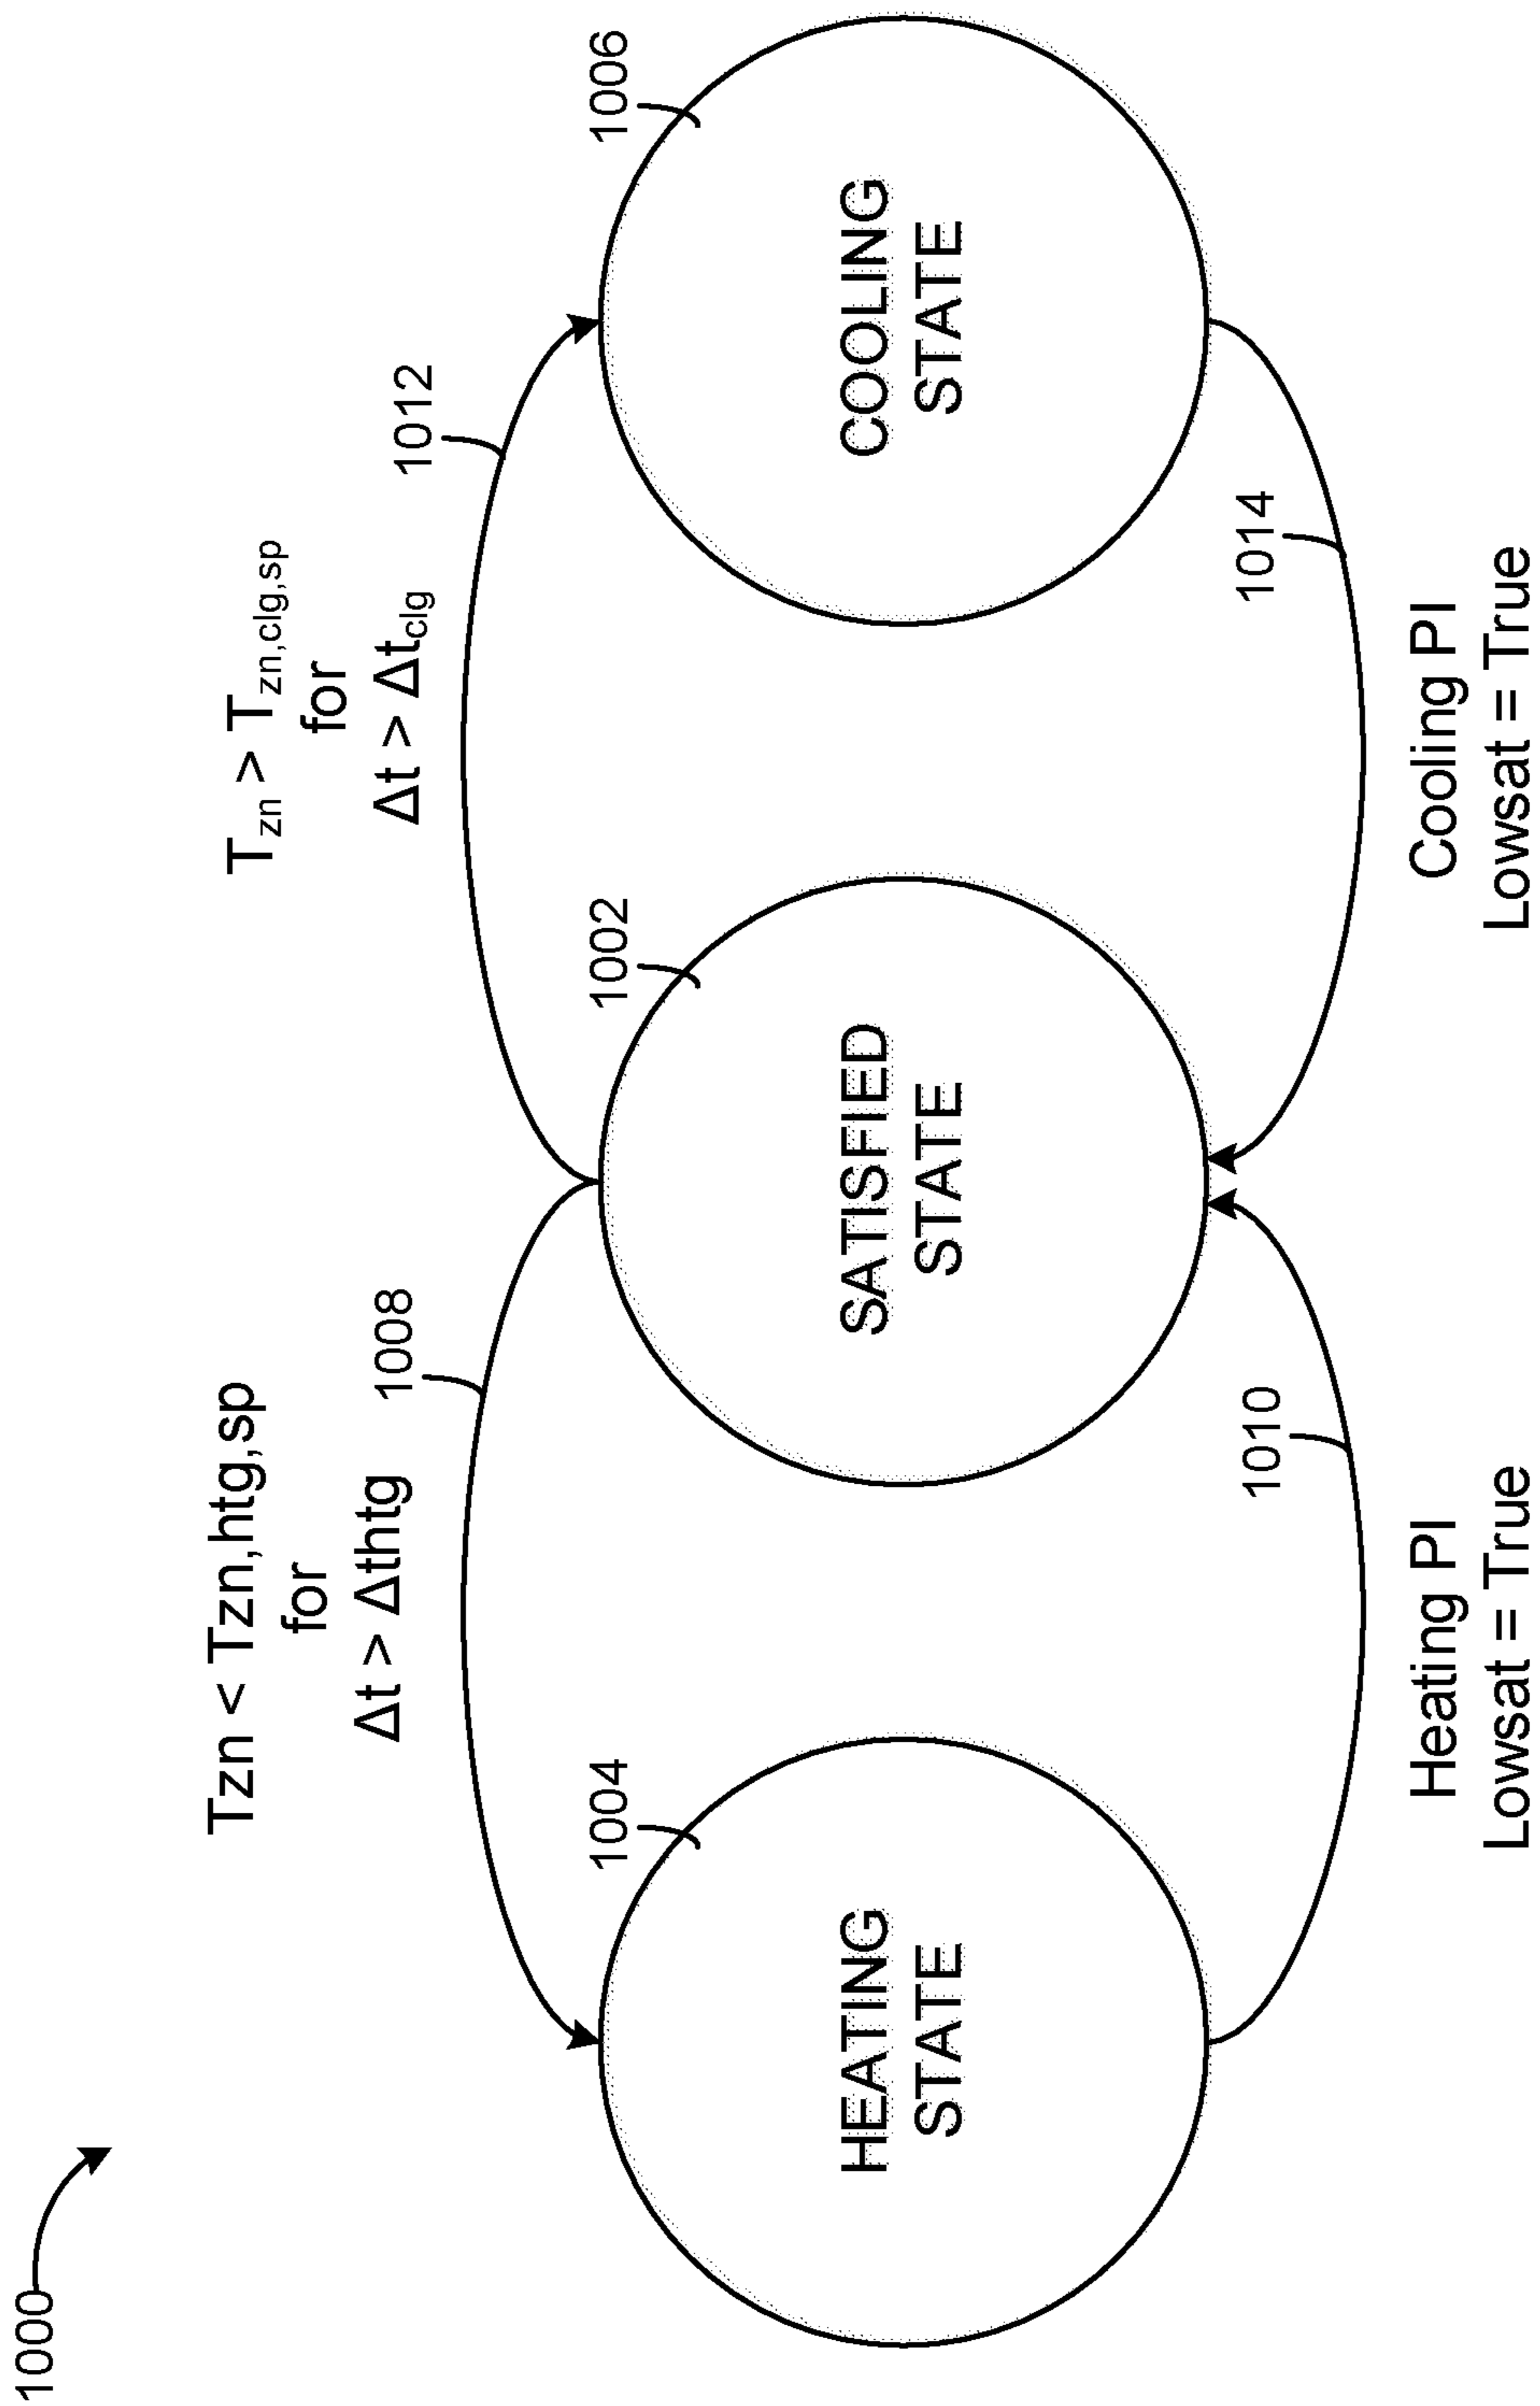 1000
Tzn < Tzn,htg,sp
for
Δt > Δthtg
1008
Tzn > Tzn,clg,sp
for
Δt > Δtclg
1012
1004
HEATING
STATE
1002
SATISFIED
STATE
1006
COOLING
STATE
1010
Heating PI
Lowsat = True
1014
Cooling PI
Lowsat = True